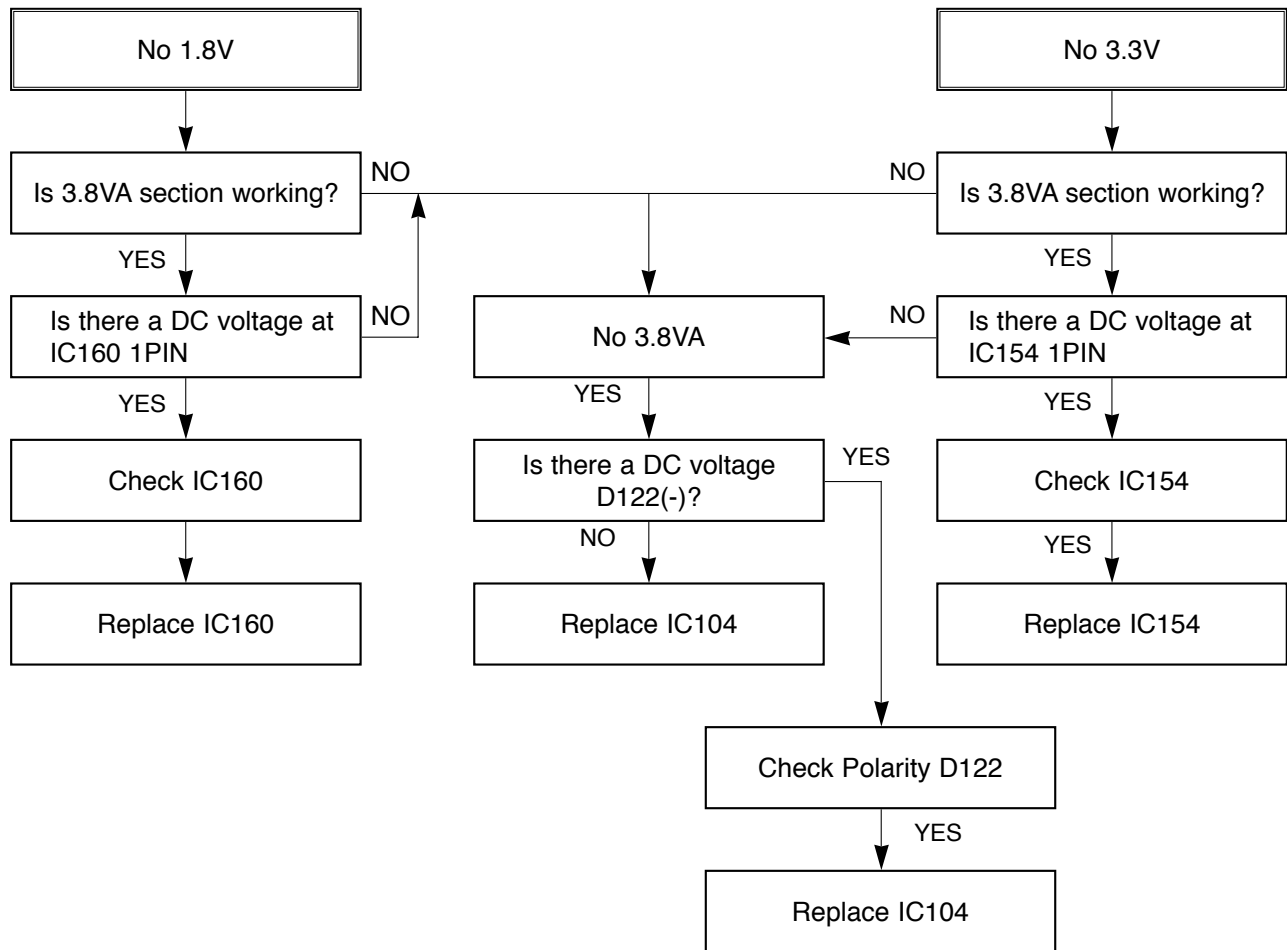 No 1.8V
No 3.3V
Is 3.8VA section working?
NO
NO
Is 3.8VA section working?
YES
YES
Is there a DC voltage at
IC160 1PIN
NO
No 3.8VA
NO
Is there a DC voltage at
IC154 1PIN
YES
YES
YES
Check IC160
Is there a DC voltage
D122(-)?
YES
Check IC154
NO
YES
Replace IC160
Replace IC104
Replace IC154
Check Polarity D122
YES
Replace IC104